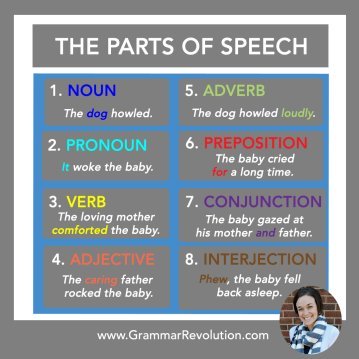 THE PARTS OF SPEECH
1. NOUN
The dog howled.
2. PRONOUN
It woke the baby.
3. VERB
The loving mother
comforted the baby.
4. ADJECTIVE
The caring father
rocked the baby.
5. ADVERB
The dog howled loudly.
6. PREPOSITION
The baby cried
for a long time.
7. CONJUNCTION
The baby gazed at
his mother and father.
8. INTERJECTION
Phew, the baby fell
back asleep.
www.GrammarRevolution.com